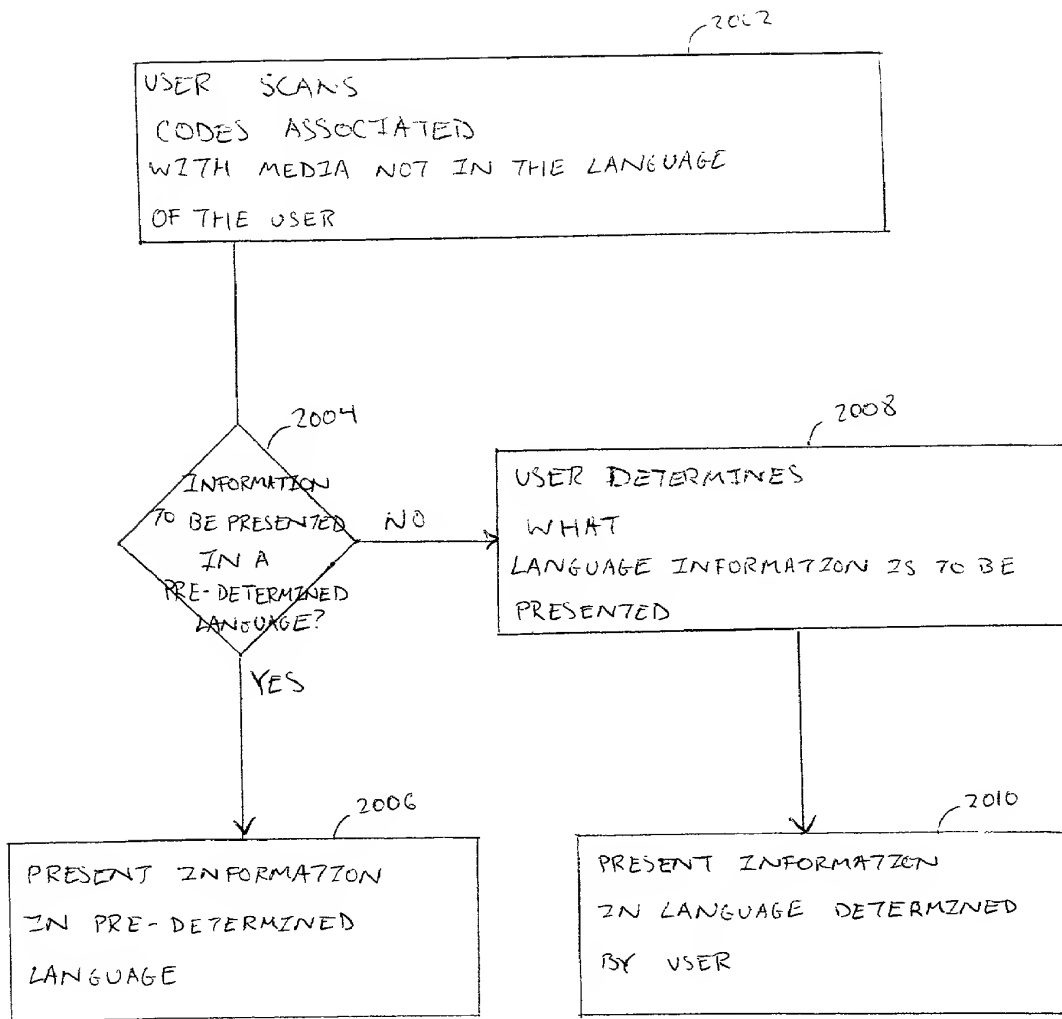 2002
USER SCANS
CODES ASSOCIATED
WITH MEDIA NOT IN THE LANGUAGE
OF THE USER
2004
INFORMATION
TO BE PRESENTED
IN A
PRE-DETERMINED
LANGUAGE?
NO
YES
2008
USER DETERMINES
WHAT
LANGUAGE INFORMATION IS TO BE
PRESENTED
2006
PRESENT INFORMATION
IN PRE-DETERMINED
LANGUAGE
2010
PRESENT INFORMATION
IN LANGUAGE DETERMINED
BY USER